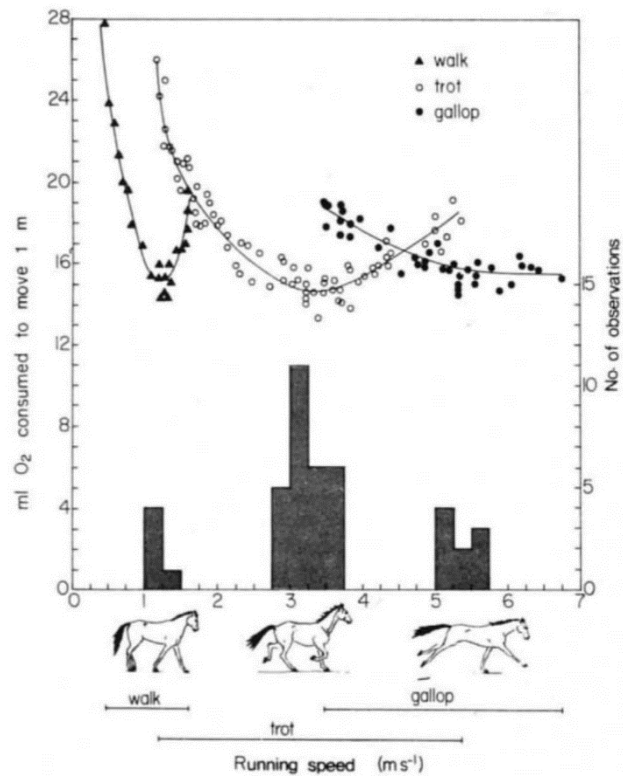 28
24
20
18
16
14
12
8
4
0
ml O₂ consumed to move 1 m
▲ walk
○ trot
● gallop
15
10
5
0
No. of observations
0 1 2 3 4 5 6 7
walk
gallop
trot
Running speed (m s⁻¹)